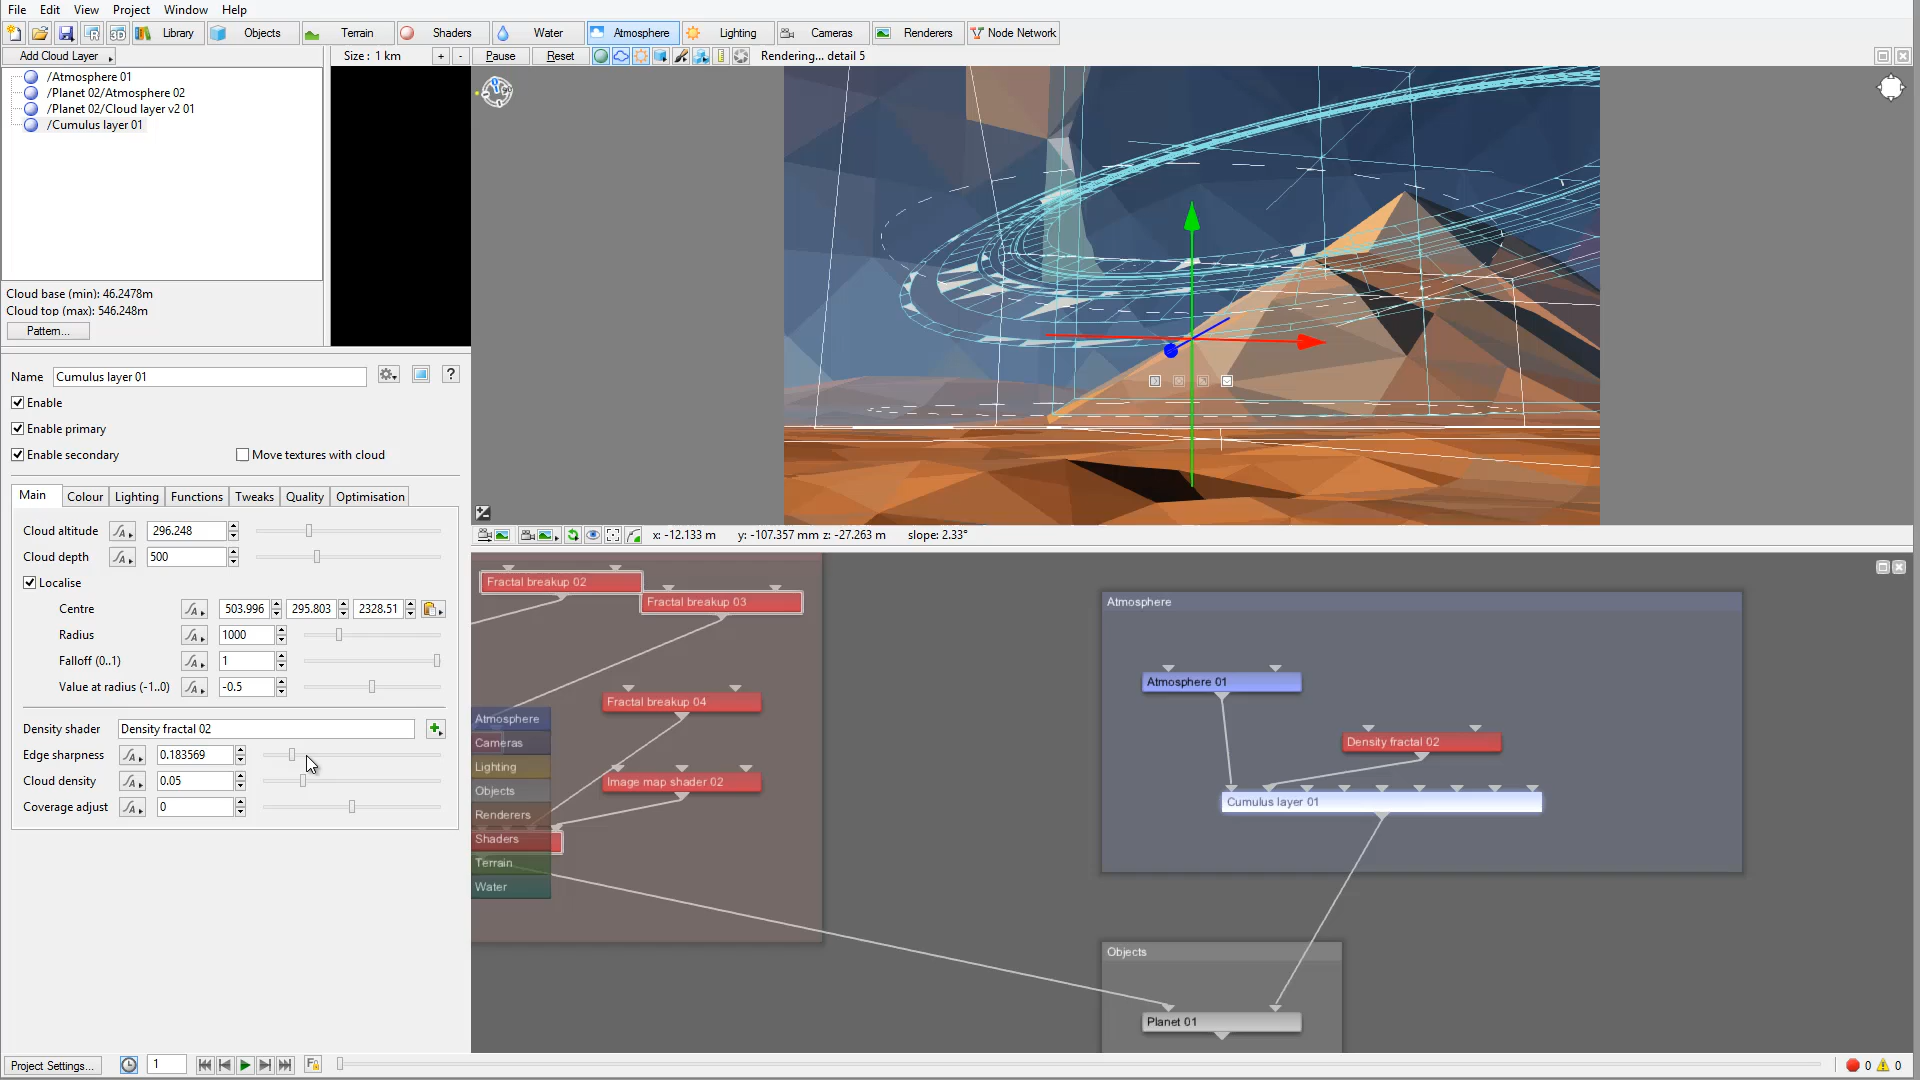 File Edit View Project Window Help
Library Objects Terrain Shaders Water Atmosphere Lighting Cameras Renderers Node Network
Add Cloud Layer Size : 1 km + - Pause Reset Rendering... detail 5
/Atmosphere 01
/Planet 02/Atmosphere 02
/Planet 02/Cloud layer v2 01
/Cumulus layer 01
Cloud base (min): 46.2478m
Cloud top (max): 546.248m
Pattern...
Name Cumulus layer 01 ?
Enable
Enable primary
Enable secondary Move textures with cloud
Main Colour Lighting Functions Tweaks Quality Optimisation
Cloud altitude 296.248
Cloud depth 500
Localise
Centre 503.996 295.803 2328.51
Radius 1000
Falloff (0..1) 1
Value at radius (-1..0) -0.5
Density shader Density fractal 02
Edge sharpness 0.183569
Cloud density 0.05
Coverage adjust 0
x: -12.133 m y: -107.357 mm z: -27.263 m slope: 2.33°
Fractal breakup 02
Fractal breakup 03
Fractal breakup 04
Image map shader 02
Atmosphere
Cameras
Lighting
Objects
Renderers
Shaders
Terrain
Water
Atmosphere
Atmosphere 01
Density fractal 02
Cumulus layer 01
Objects
Planet 01
Project Settings... 1 0 0